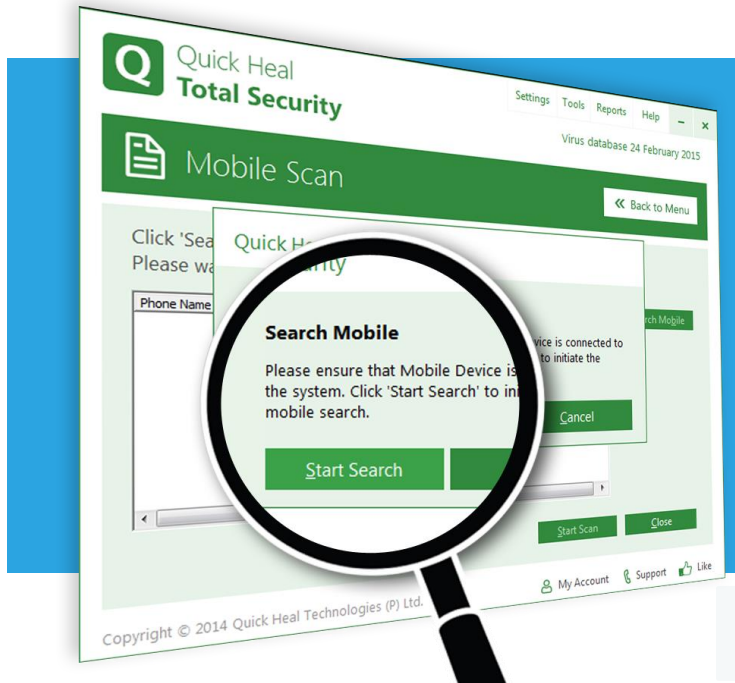 Q
Quick Heal
Total Security
Settings Tools Reports Help
Virus database 24 February 2015
Mobile Scan
Back to Menu
Click 'Sea
Please wa
Phone Name
Quick He
Search Mobile
Please ensure that Mobile Device is
the system. Click 'Start Search' to ini
mobile search.
vice is connected to
to initiate the
rch Mobile
Start Search
Cancel
Start Scan Close
My Account Support Like
Copyright © 2014 Quick Heal Technologies (P) Ltd.